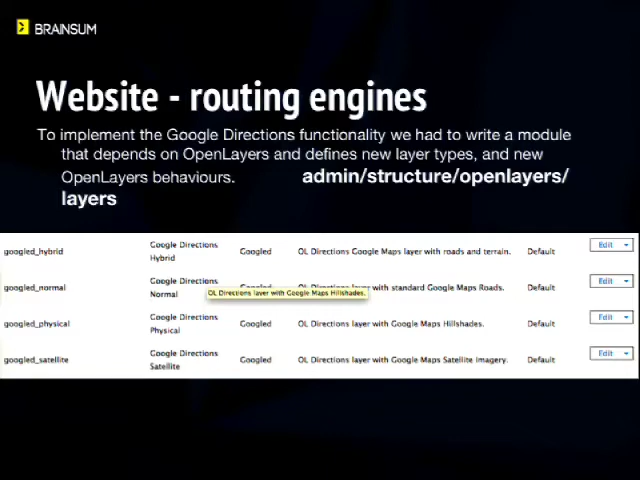 BRAINSUM
Website - routing engines
To implement the Google Directions functionality we had to write a module
that depends on OpenLayers and defines new layer types, and new
OpenLayers behaviours. admin/structure/openlayers/
layers
googled_hybrid Google Directions Hybrid Googled OL Directions Google Maps layer with roads and terrain. Default Edit
googled_normal Google Directions Normal layer with standard Google Maps Roads. Default Edit
OL Directions layer with Google Maps Hillshades.
googled_physical Google Directions Physical Googled OL Directions layer with Google Maps Hillshades. Default Edit
googled_satellite Google Directions Satellite Googled OL Directions layer with Google Maps Satellite Imagery. Default Edit